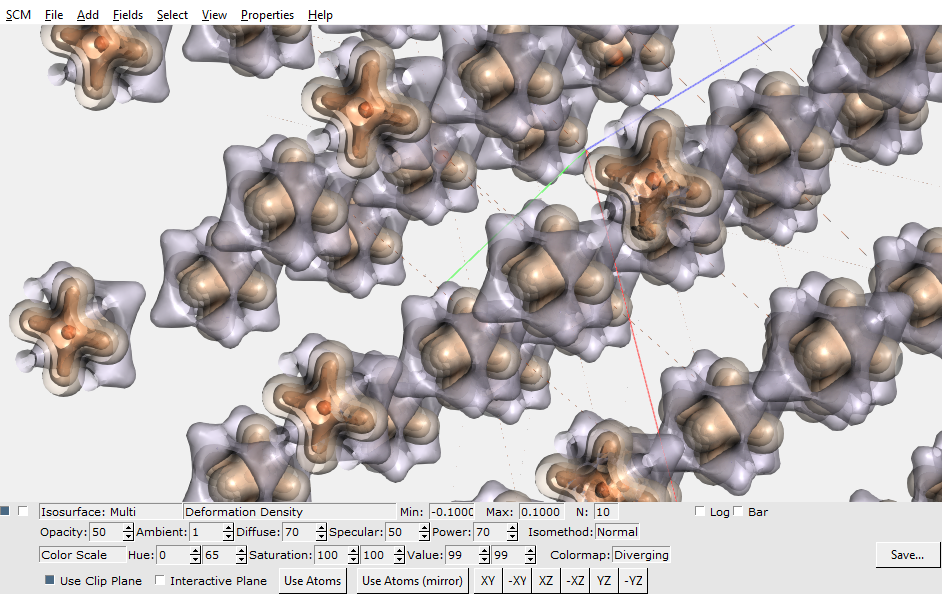 SCM File Add Fields Select View Properties Help
Isosurface: Multi Deformation Density Min: -0.1000 Max: 0.1000 N: 10 Log Bar
Opacity: 50 Ambient: 1 Diffuse: 70 Specular: 50 Power: 70 Isomethod: Normal
Color Scale Hue: 0 65 Saturation: 100 100 Value: 99 99 Colormap: Diverging
Save...
Use Clip Plane Interactive Plane Use Atoms Use Atoms (mirror) XY -XY XZ -XZ YZ -YZ